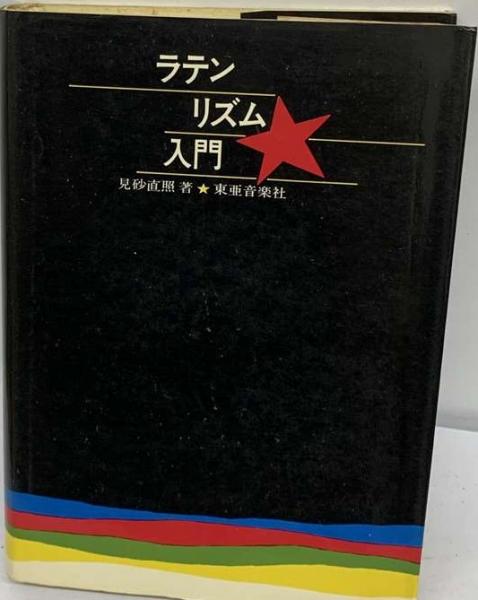 ラテン
リズム
入門
見砂直照 著★東亜音楽社